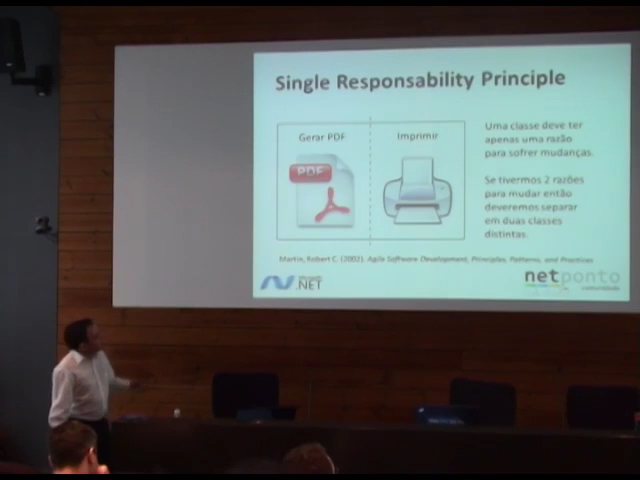 Single Responsability Principle
Gerar PDF
Imprimir
PDF
Uma classe deve ter
apenas uma razão
para sofrer mudanças.
Se tivermos 2 razões
para mudar então
deveremos separar
em duas classes
distintas.
Martin, Robert C. (2002). Agile Software Development, Principles, Patterns, and Practices
Microsoft
.NET
netponto
comunidade